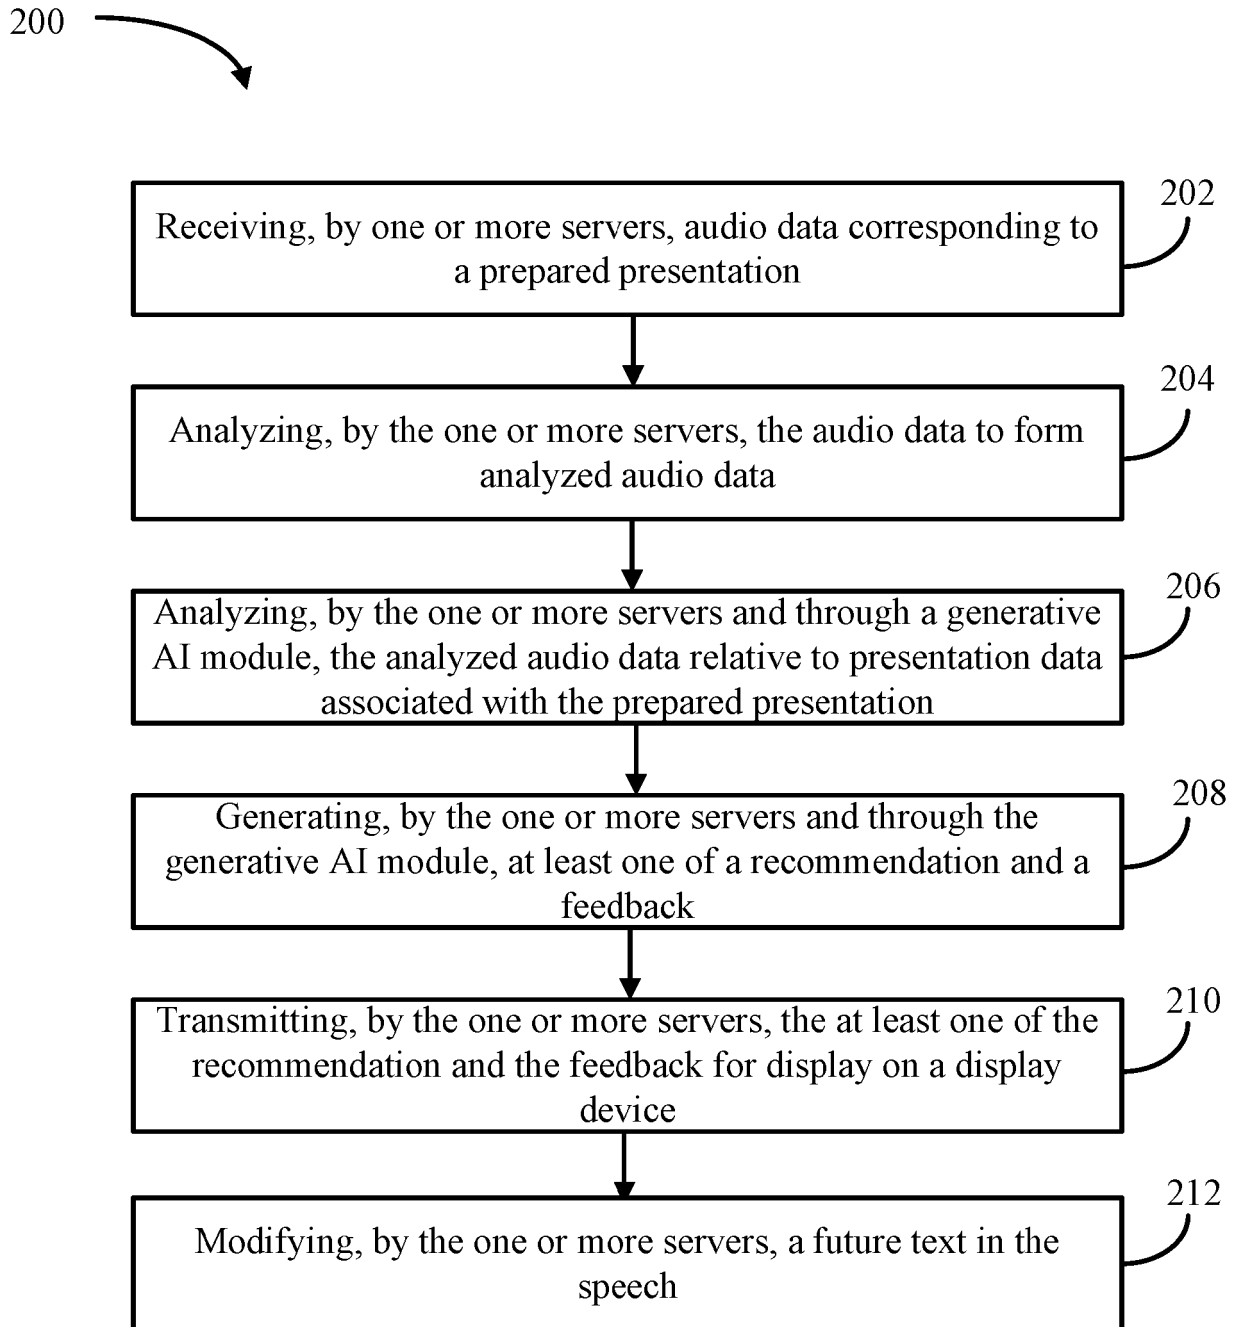 200
202
Receiving, by one or more servers, audio data corresponding to
a prepared presentation
204
Analyzing, by the one or more servers, the audio data to form
analyzed audio data
206
Analyzing, by the one or more servers and through a generative
AI module, the analyzed audio data relative to presentation data
associated with the prepared presentation
208
Generating, by the one or more servers and through the
generative AI module, at least one of a recommendation and a
feedback
210
Transmitting, by the one or more servers, the at least one of the
recommendation and the feedback for display on a display
device
212
Modifying, by the one or more servers, a future text in the
speech